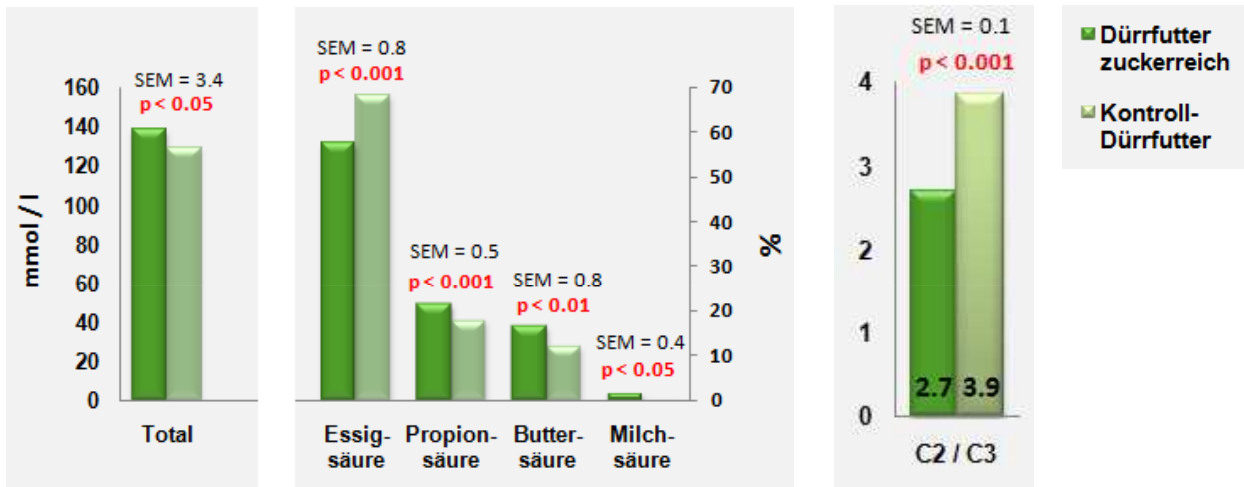 SEM = 3.4
p < 0.05
160
140
120
100
80
60
40
20
0
mmol / l
Total
SEM = 0.8
p < 0.001
SEM = 0.5
p < 0.001
SEM = 0.8
p < 0.01
SEM = 0.4
p < 0.05
70
60
50
40
30
20
10
0
%
Essig-
säure
Propion-
säure
Butter-
säure
Milch-
säure
SEM = 0.1
p < 0.001
4
3
2
1
0
2.7 3.9
C2 / C3
Dürrfutter
zuckerreich
Kontroll-
Dürrfutter